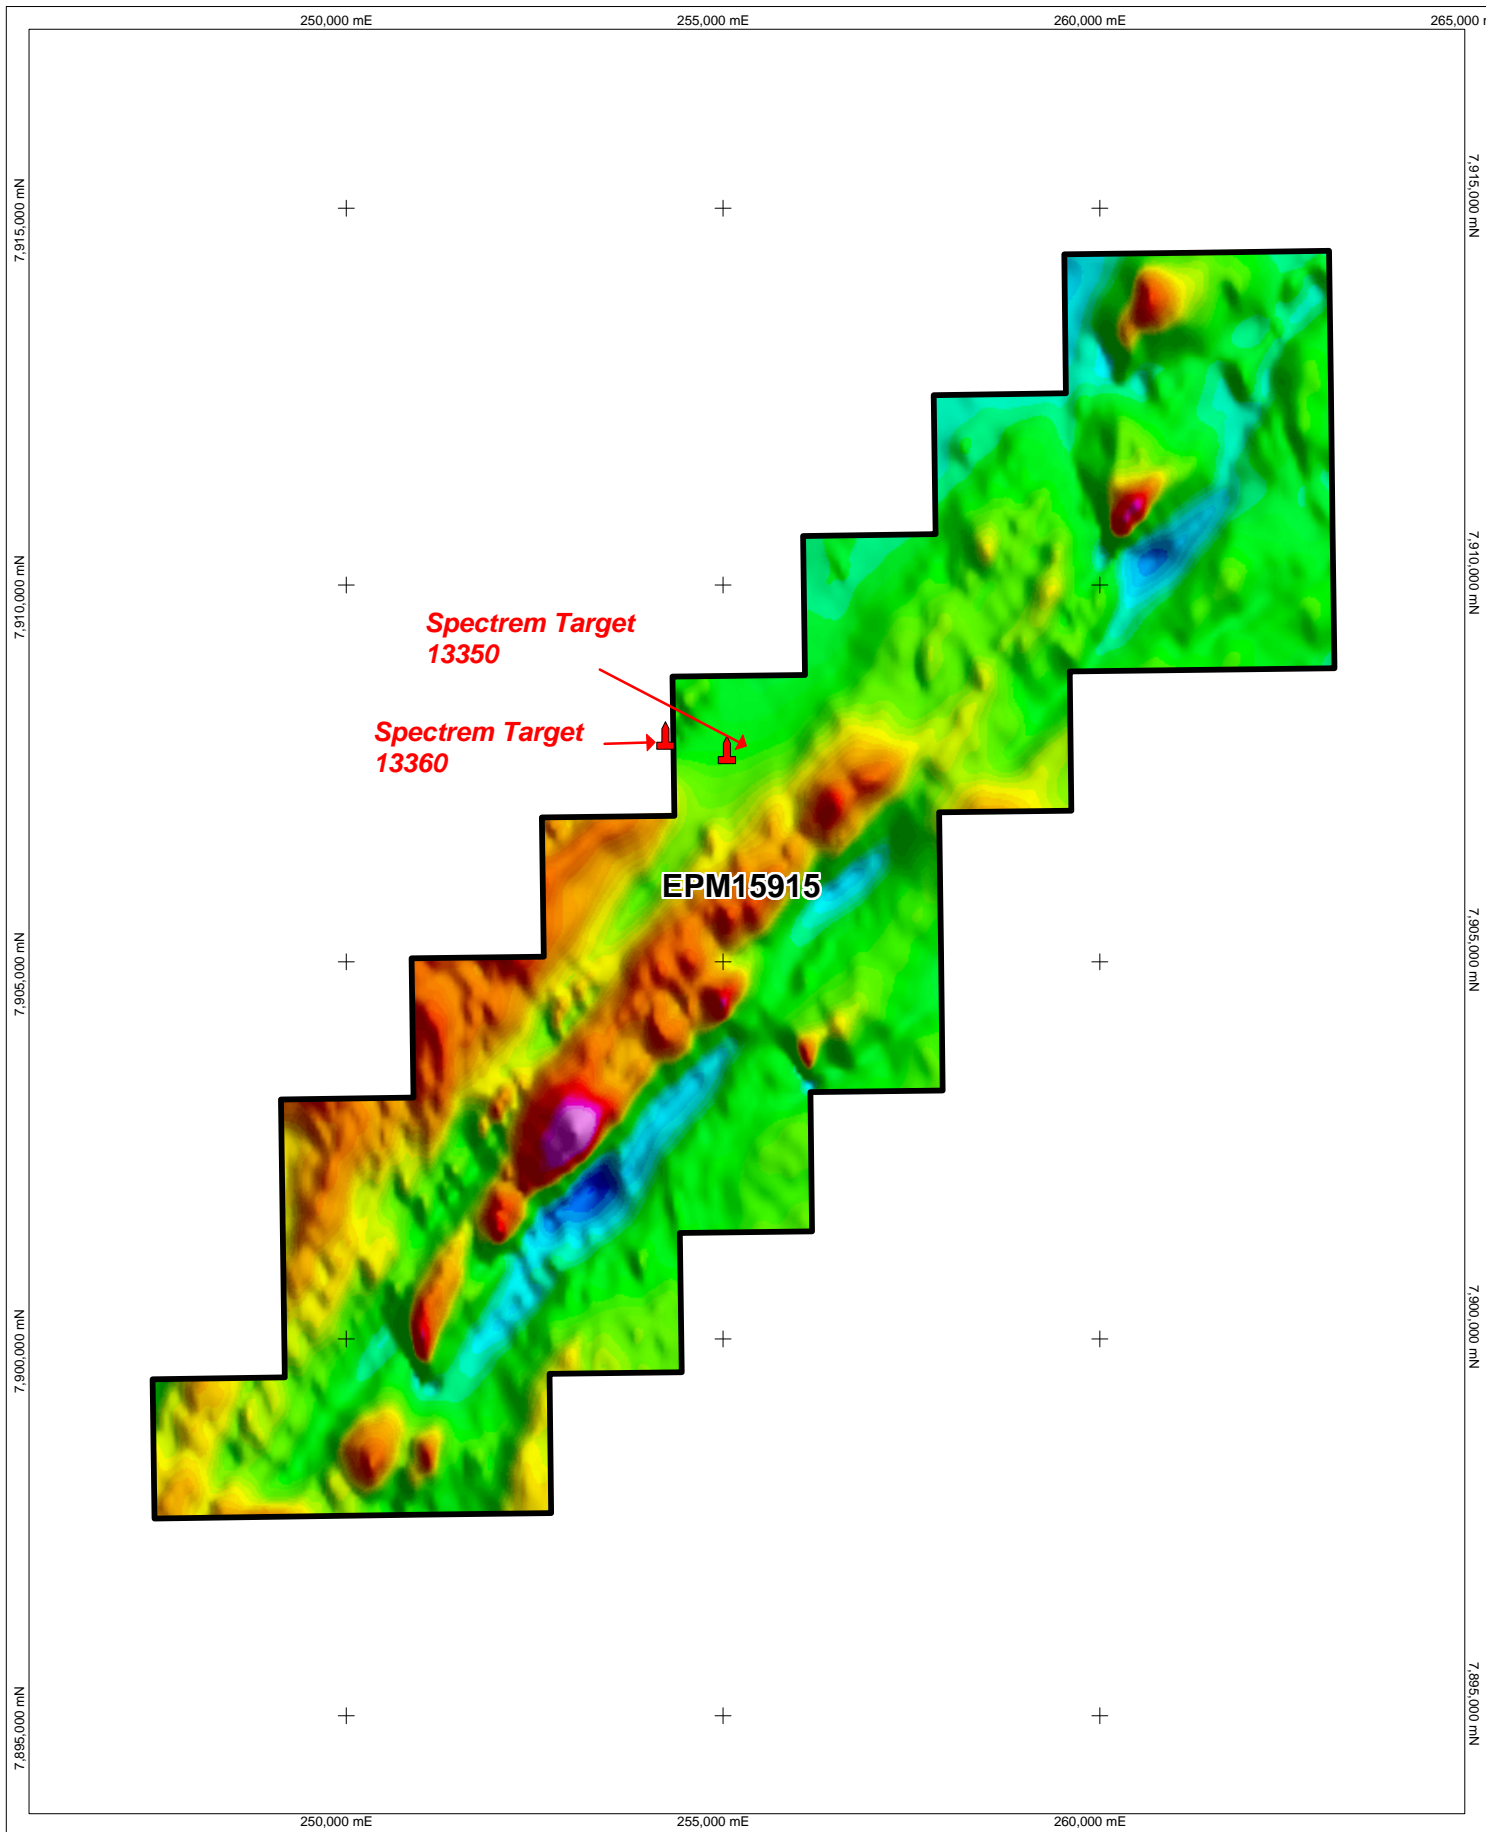 250,000 mE
255,000 mE
260,000 mE
265,000 m
7,915,000 mN
7,915,000 mN
7,910,000 mN
7,910,000 mN
Spectrem Target
13350
Spectrem Target
13360
EPM15915
7,905,000 mN
7,905,000 mN
7,900,000 mN
7,900,000 mN
7,895,000 mN
7,895,000 mN
250,000 mE
255,000 mE
260,000 mE